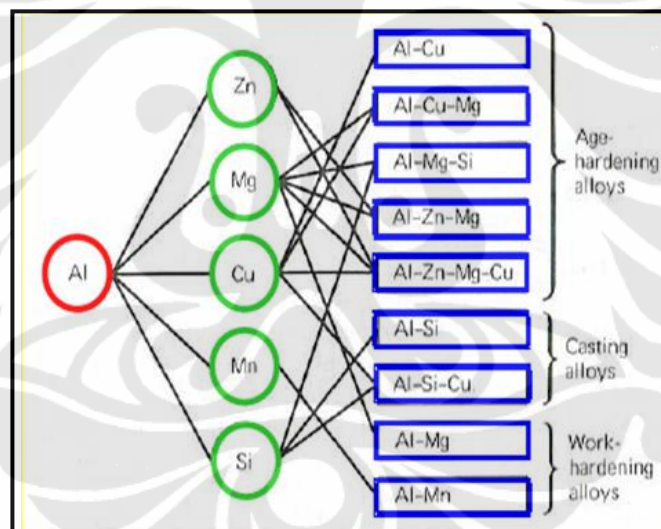 Al
Zn
Mg
Cu
Mn
Si
Al-Cu
Al-Cu-Mg
Al-Mg-Si
Al-Zn-Mg
Al-Zn-Mg-Cu
Al-Si
Al-Si-Cu
Al-Mg
Al-Mn
Age-
hardening
alloys
Casting
alloys
Work-
hardening
alloys